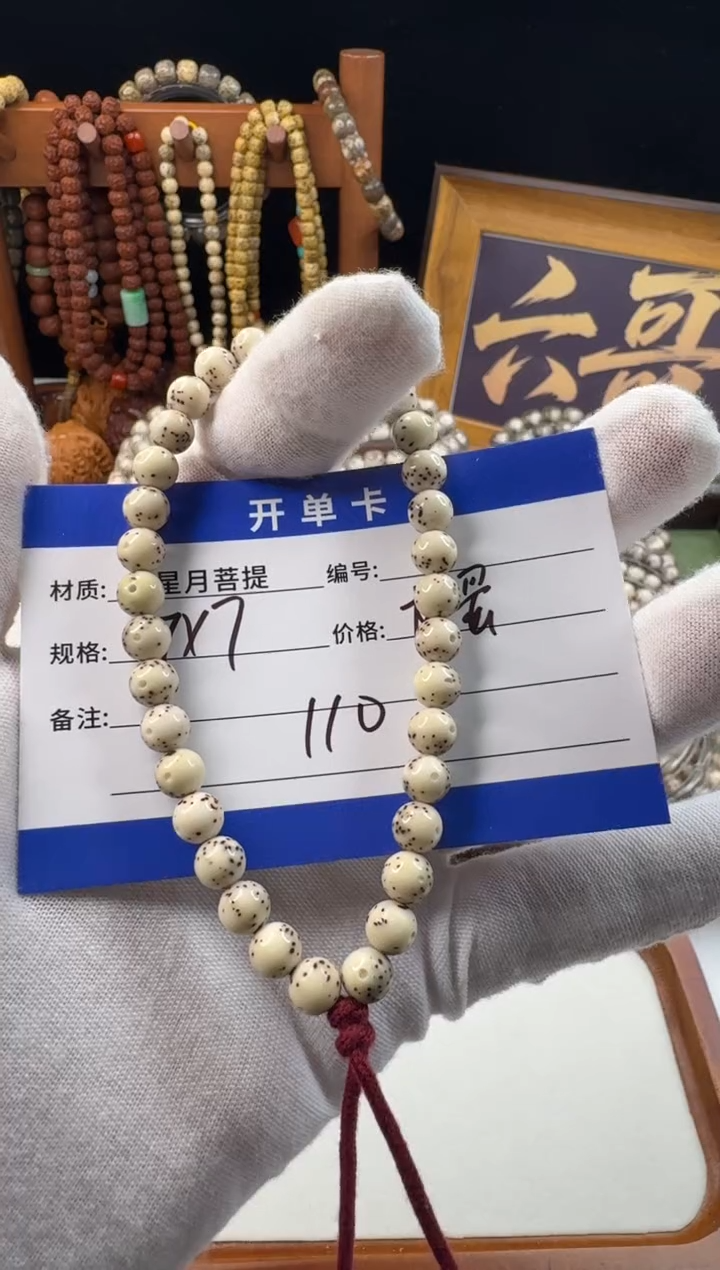 六哥
开单卡
材质: 星月菩提 编号:
规格: 7X7 价格:
备注: 110